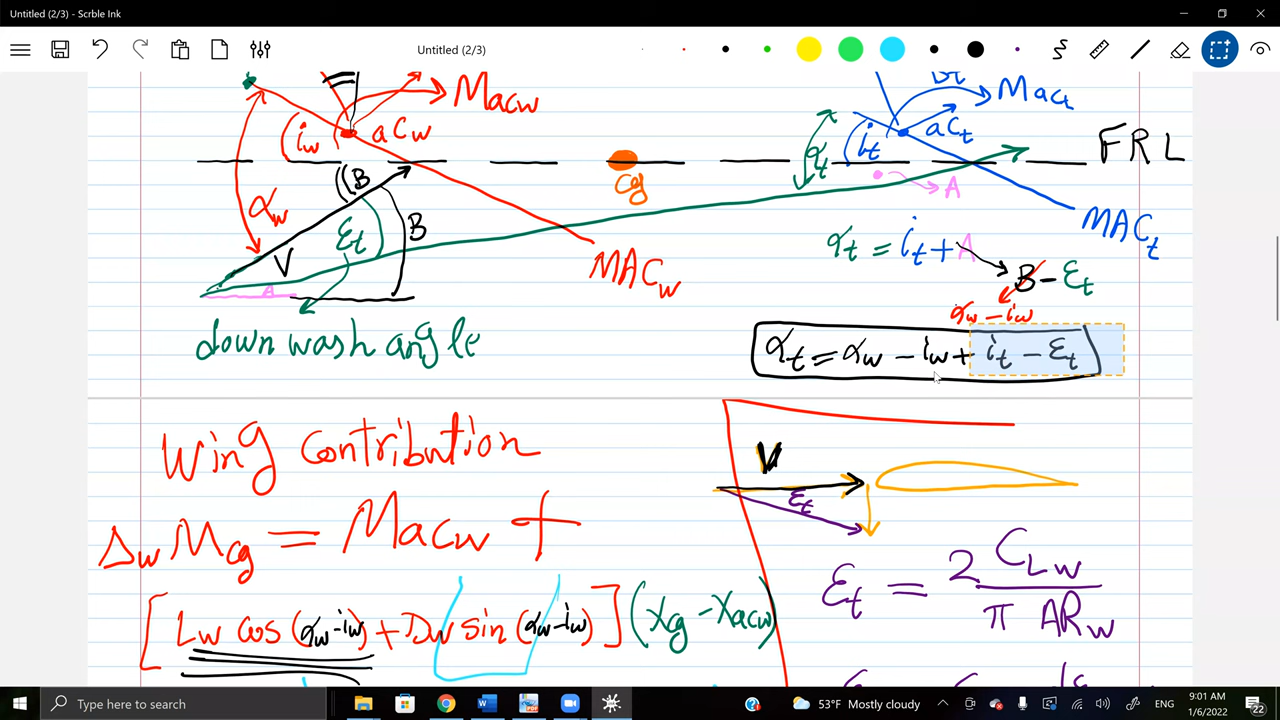 Untitled (2/3) - Scrble Ink
Untitled (2/3)
Macw
iw
acw
αw
B
B
εt
V
A
MACw
down wash angle
cg
αt
it
act
FRL
A
MACt
αt = it + A
B - εt
αw - iw
αt = αw - iw + it - εt
Wing contribution
Δw Mcg = Macw +
[Lw cos(αw-iw) + Dw sin(αw-iw)] (Xcg - Xacw)
V
εt
εt = 2 CLw / π ARw
Type here to search
53°F Mostly cloudy
ENG
9:01 AM
1/6/2022
22